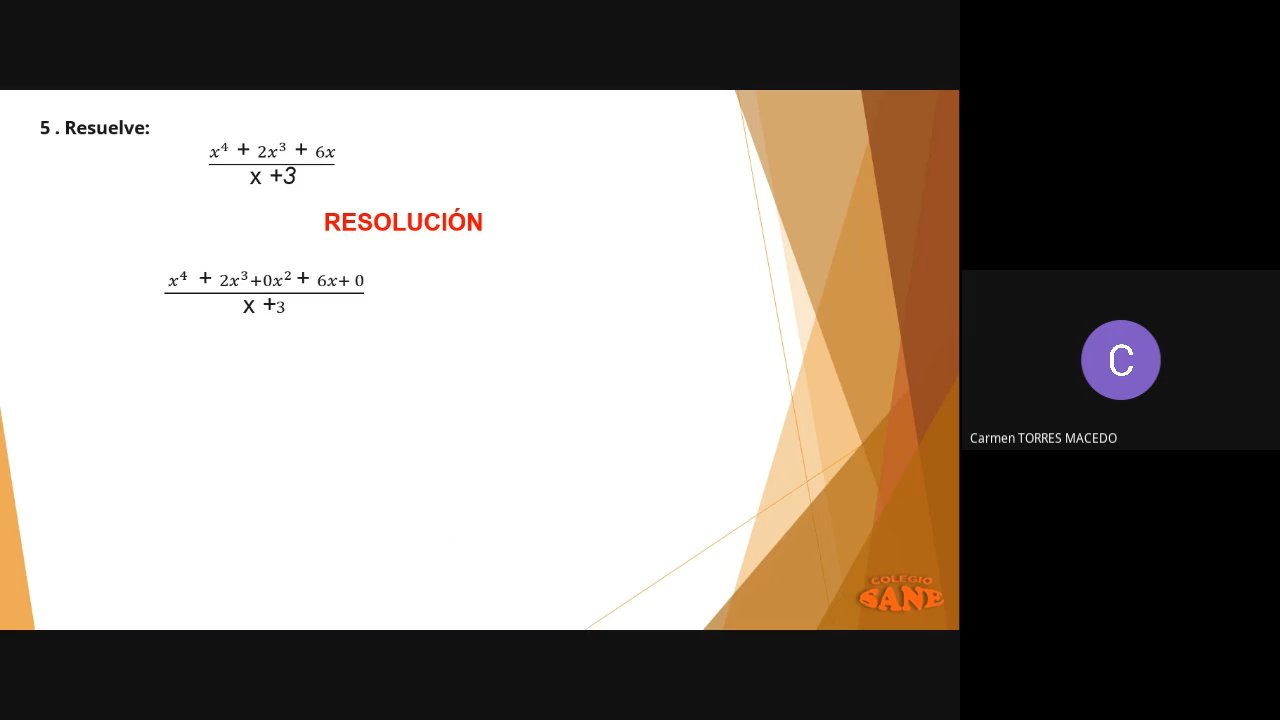 5 . Resuelve:
x⁴ + 2x³ + 6x
x +3
RESOLUCIÓN
x⁴ + 2x³+0x² + 6x+ 0
x +3
C
Carmen TORRES MACEDO
COLEGIO
SANE